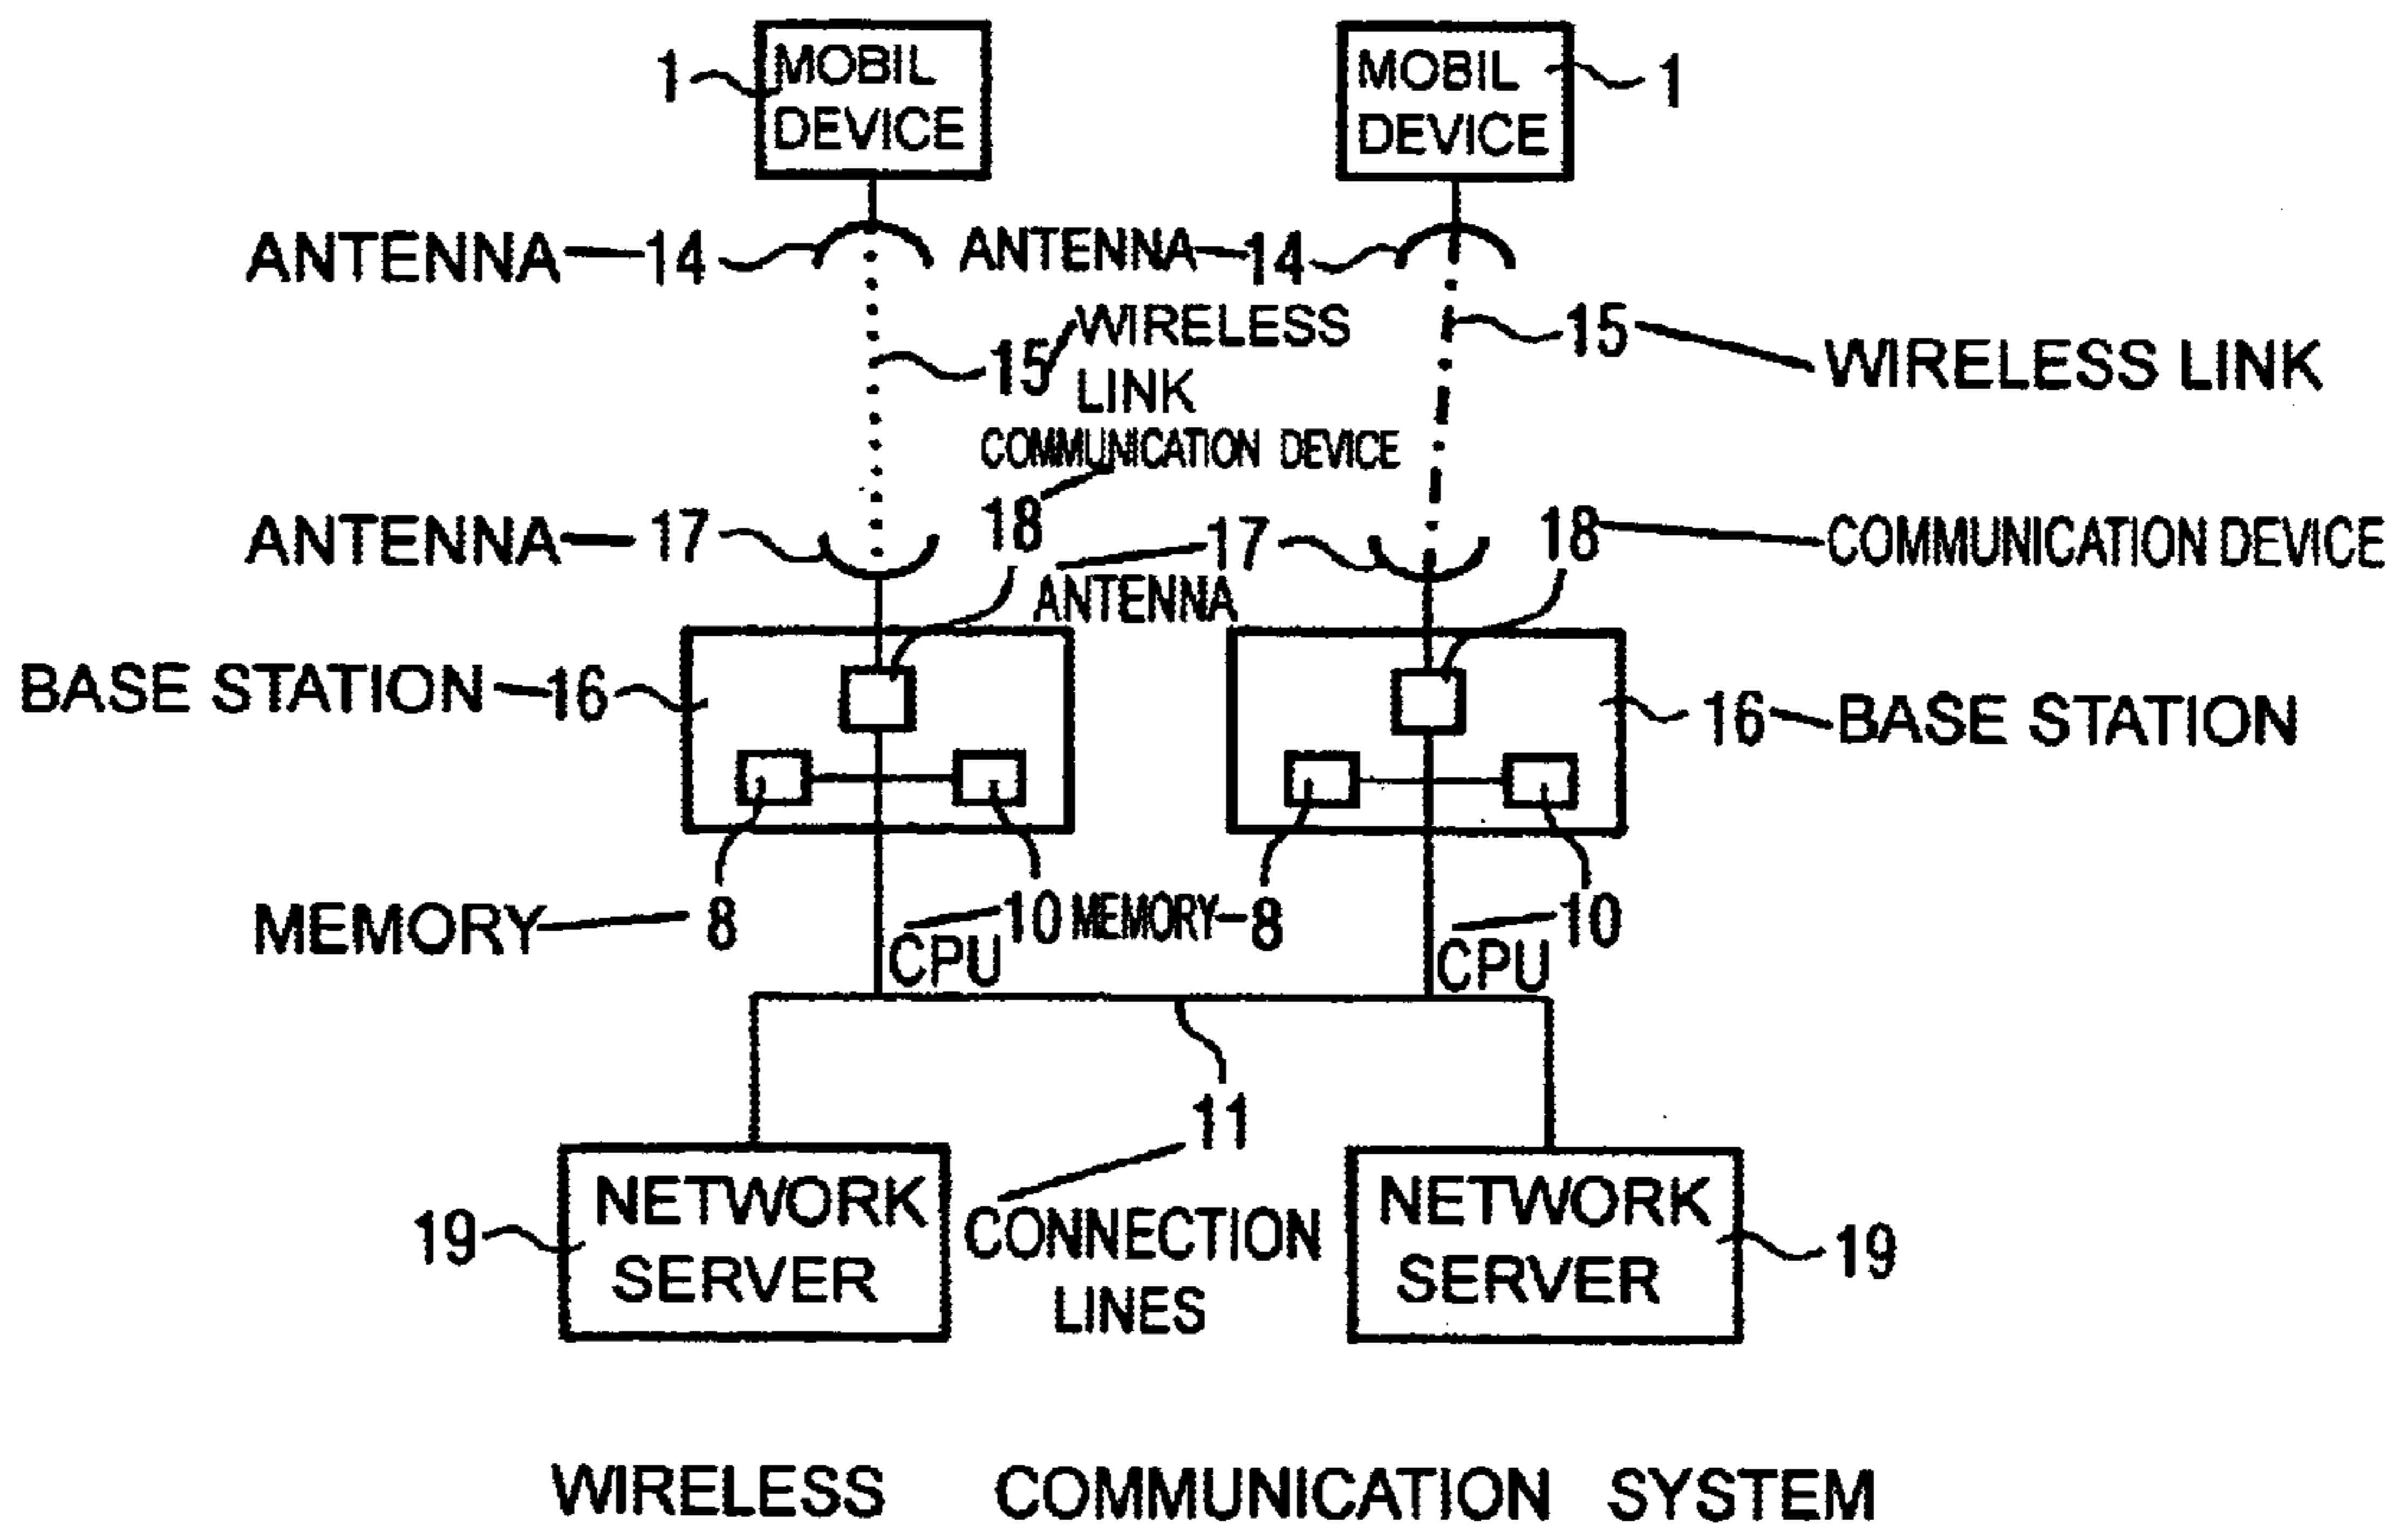 1 MOBIL
DEVICE
MOBIL 1
DEVICE
ANTENNA 14
ANTENNA 14
15 WIRELESS
LINK
15 WIRELESS LINK
COMMUNICATION DEVICE
18
ANTENNA 17
17
ANTENNA
18 COMMUNICATION DEVICE
BASE STATION 16
16 BASE STATION
MEMORY 8
10
CPU
MEMORY 8
10
CPU
11
CONNECTION
LINES
19 NETWORK
SERVER
NETWORK 19
SERVER
WIRELESS COMMUNICATION SYSTEM